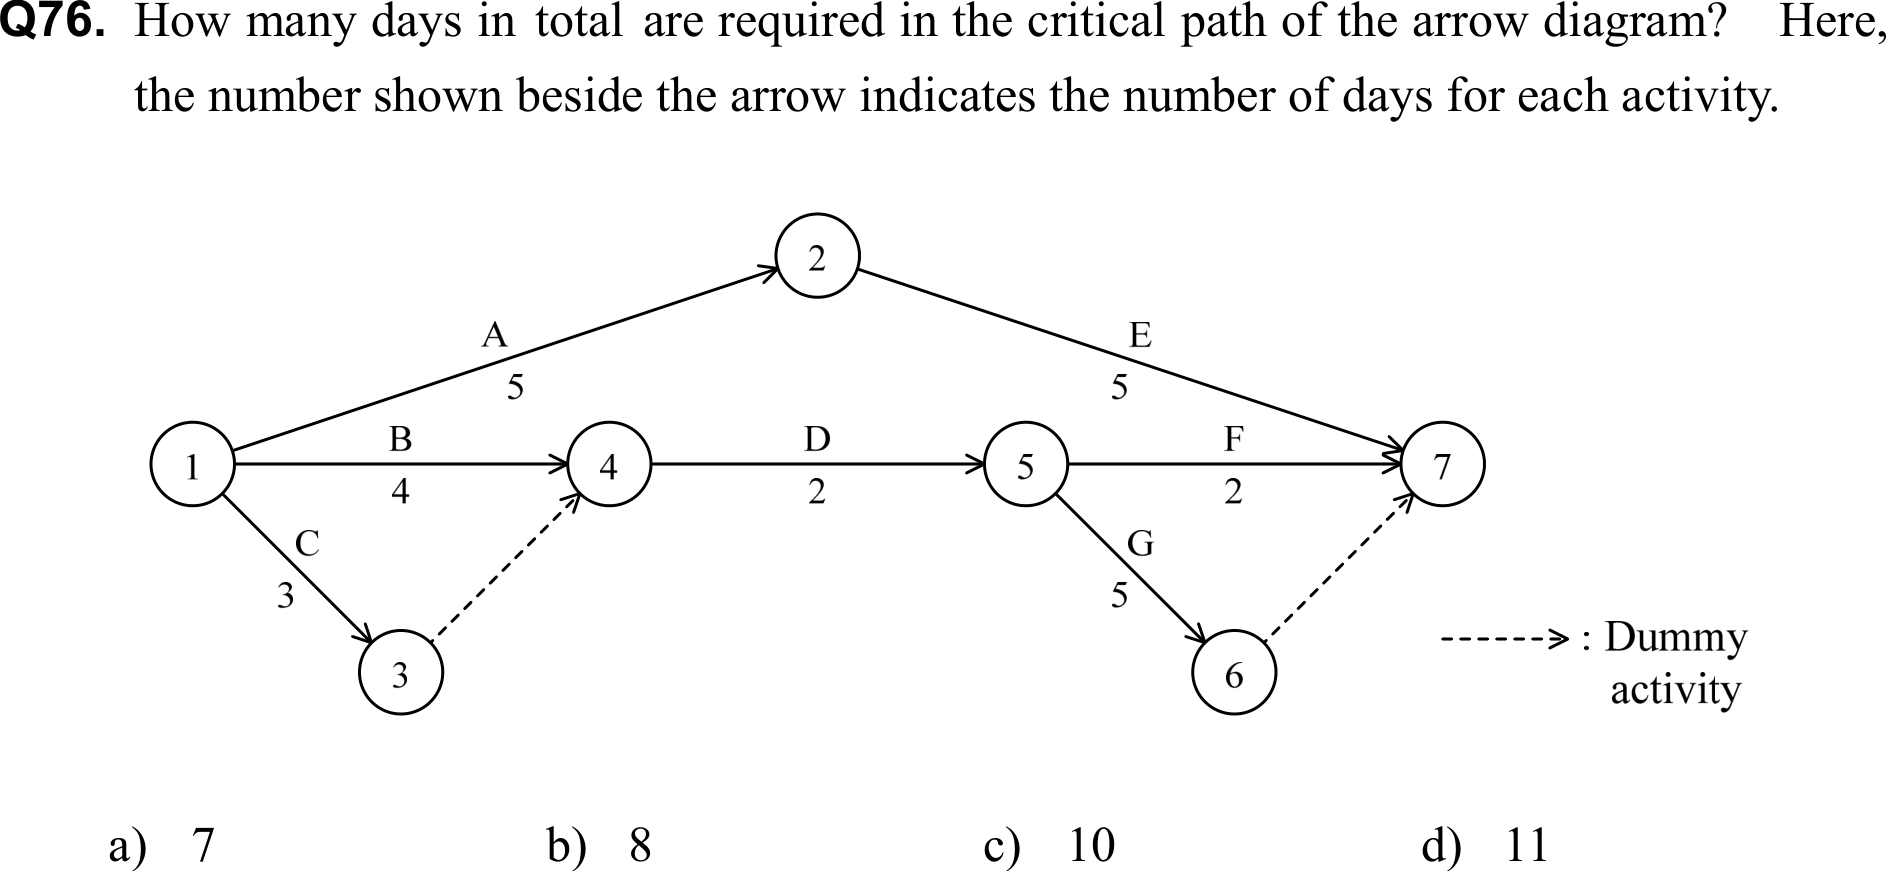 Q76. How many days in total are required in the critical path of the arrow diagram? Here,
the number shown beside the arrow indicates the number of days for each activity.
2
A
E
5
5
B
D
F
1
4
5
7
4
2
2
C
G
3
5
3
6
: Dummy
activity
a) 7 b) 8 c) 10 d) 11